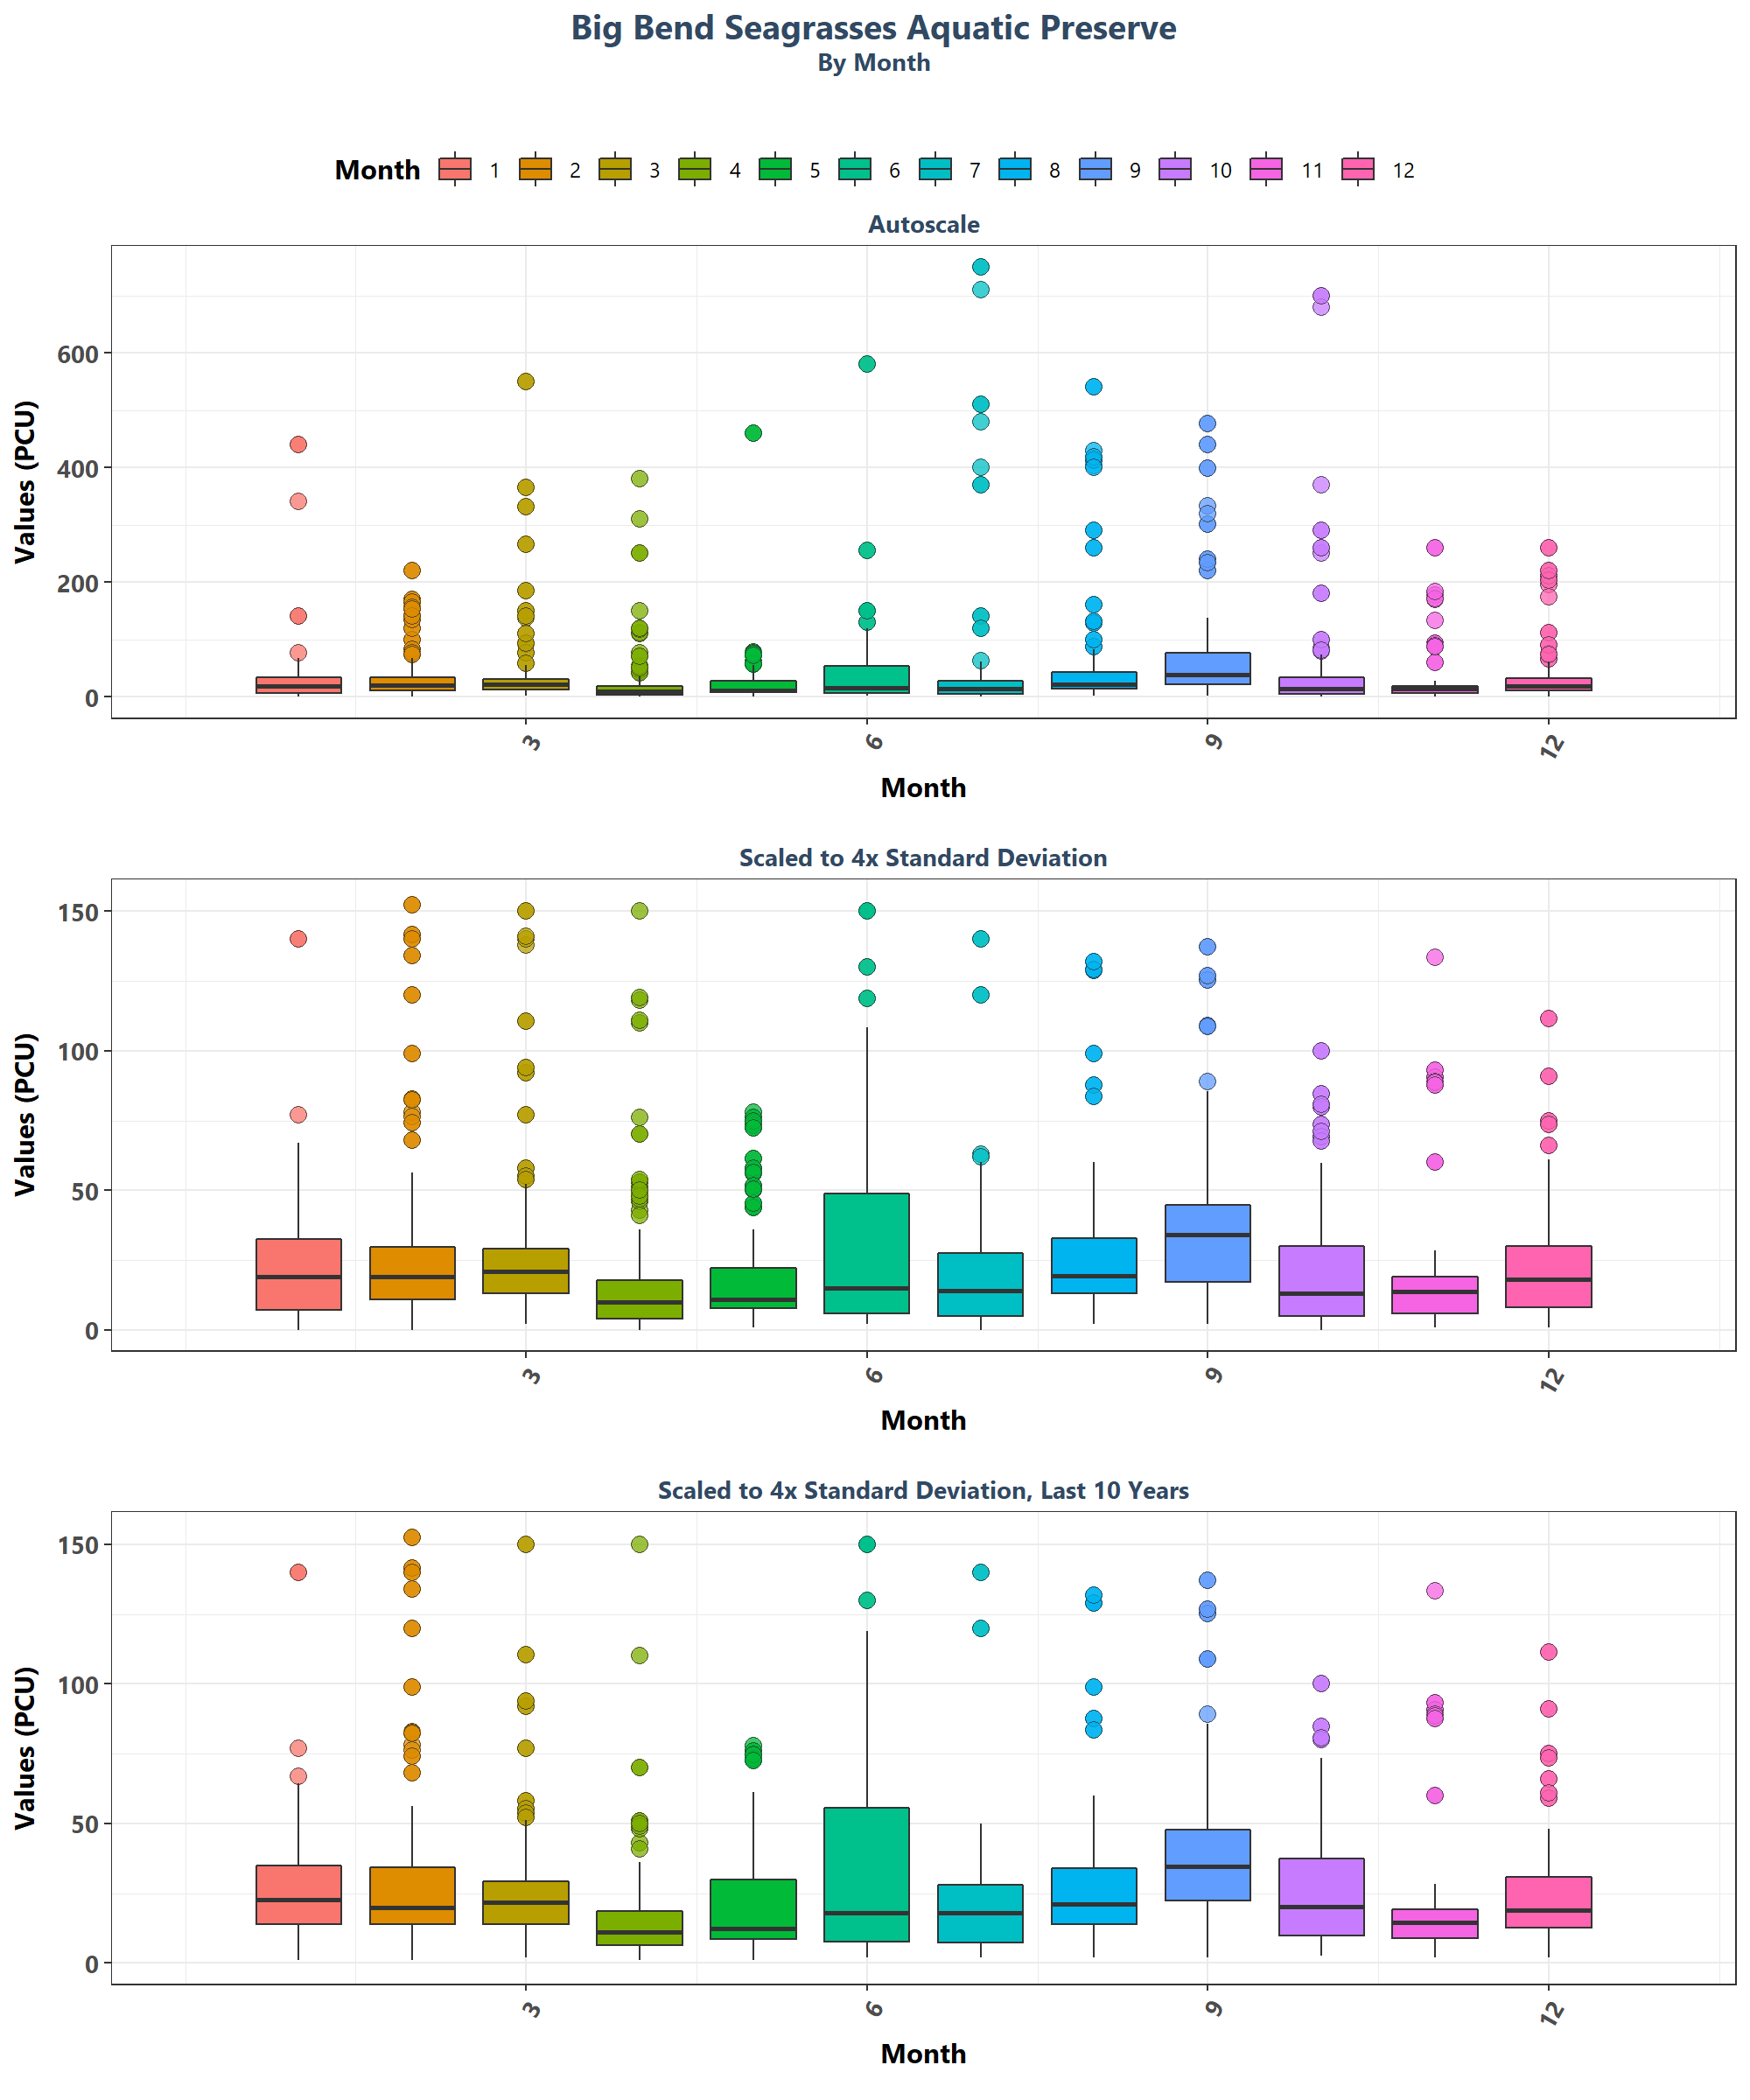 Big Bend Seagrasses Aquatic Preserve
By Month
Month 1 2 3 4 5 6 7 8 9 10 11 12
Autoscale
Values (PCU)
600
400
200
0
3 6 9 12
Month
Scaled to 4x Standard Deviation
Values (PCU)
150
100
50
0
3 6 9 12
Month
Scaled to 4x Standard Deviation, Last 10 Years
Values (PCU)
150
100
50
0
3 6 9 12
Month